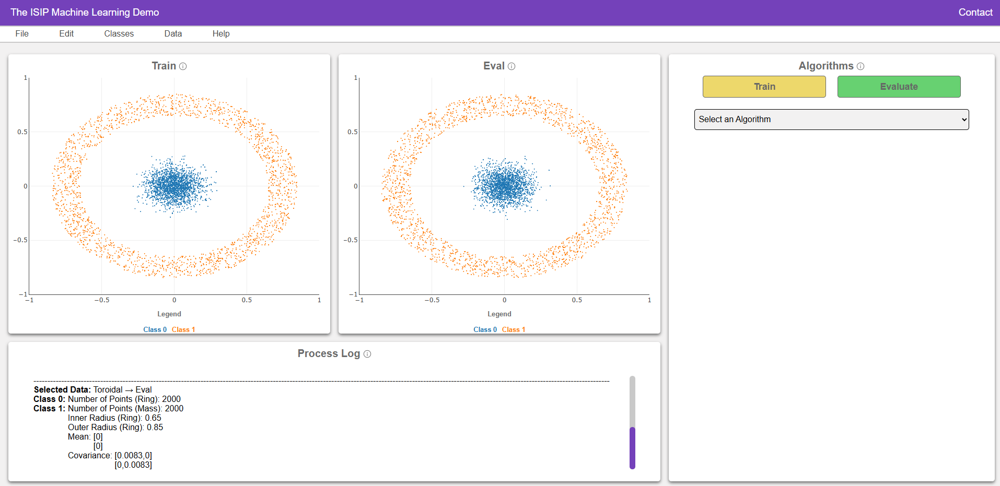 The ISIP Machine Learning Demo
Contact
File Edit Classes Data Help
Train
1
0.5
0
−0.5
−1
−1 −0.5 0 0.5 1
Legend
Class 0 Class 1
Eval
1
0.5
0
−0.5
−1
−1 −0.5 0 0.5 1
Legend
Class 0 Class 1
Algorithms
Train Evaluate
Select an Algorithm
Process Log
Selected Data: Toroidal → Eval
Class 0: Number of Points (Ring): 2000
Class 1: Number of Points (Mass): 2000
Inner Radius (Ring): 0.65
Outer Radius (Ring): 0.85
Mean: [0]
[0]
Covariance: [0.0083,0]
[0,0.0083]